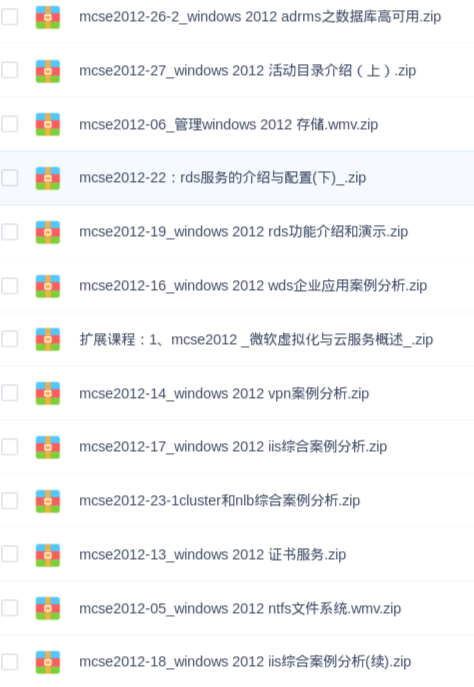 mcse2012-26-2_windows 2012 adrms之数据库高可用.zip
mcse2012-27_windows 2012 活动目录介绍（上）.zip
mcse2012-06_管理windows 2012 存储.wmv.zip
mcse2012-22：rds服务的介绍与配置(下)_.zip
mcse2012-19_windows 2012 rds功能介绍和演示.zip
mcse2012-16_windows 2012 wds企业应用案例分析.zip
扩展课程：1、mcse2012 _微软虚拟化与云服务概述_.zip
mcse2012-14_windows 2012 vpn案例分析.zip
mcse2012-17_windows 2012 iis综合案例分析.zip
mcse2012-23-1cluster和nlb综合案例分析.zip
mcse2012-13_windows 2012 证书服务.zip
mcse2012-05_windows 2012 ntfs文件系统.wmv.zip
mcse2012-18_windows 2012 iis综合案例分析(续).zip